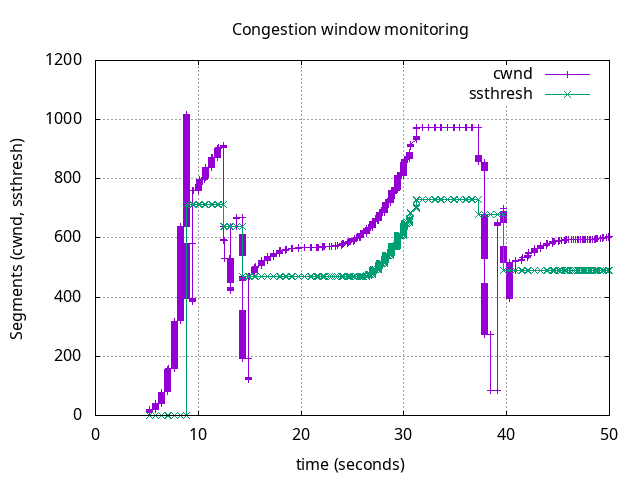 Congestion window monitoring
cwnd
ssthresh
1200
1000
800
600
400
200
0
Segments (cwnd, ssthresh)
0 10 20 30 40 50
time (seconds)